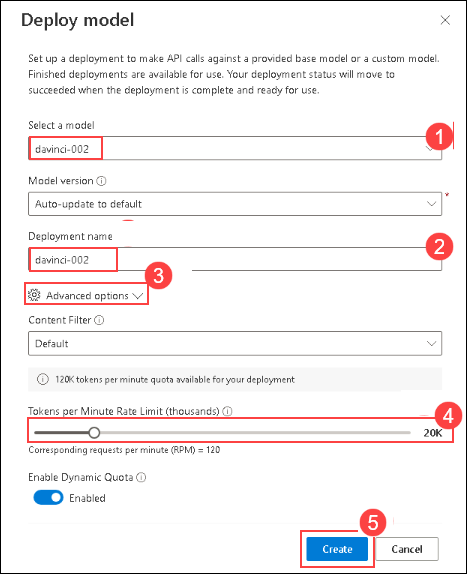 Deploy model
Set up a deployment to make API calls against a provided base model or a custom model.
Finished deployments are available for use. Your deployment status will move to
succeeded when the deployment is complete and ready for use.
Select a model
1
davinci-002
Model version
Auto-update to default
*
Deployment name
2
davinci-002
3
Advanced options
Content Filter
Default
120K tokens per minute quota available for your deployment
Tokens per Minute Rate Limit (thousands)
4
20K
Corresponding requests per minute (RPM) = 120
Enable Dynamic Quota
Enabled
5
Create Cancel